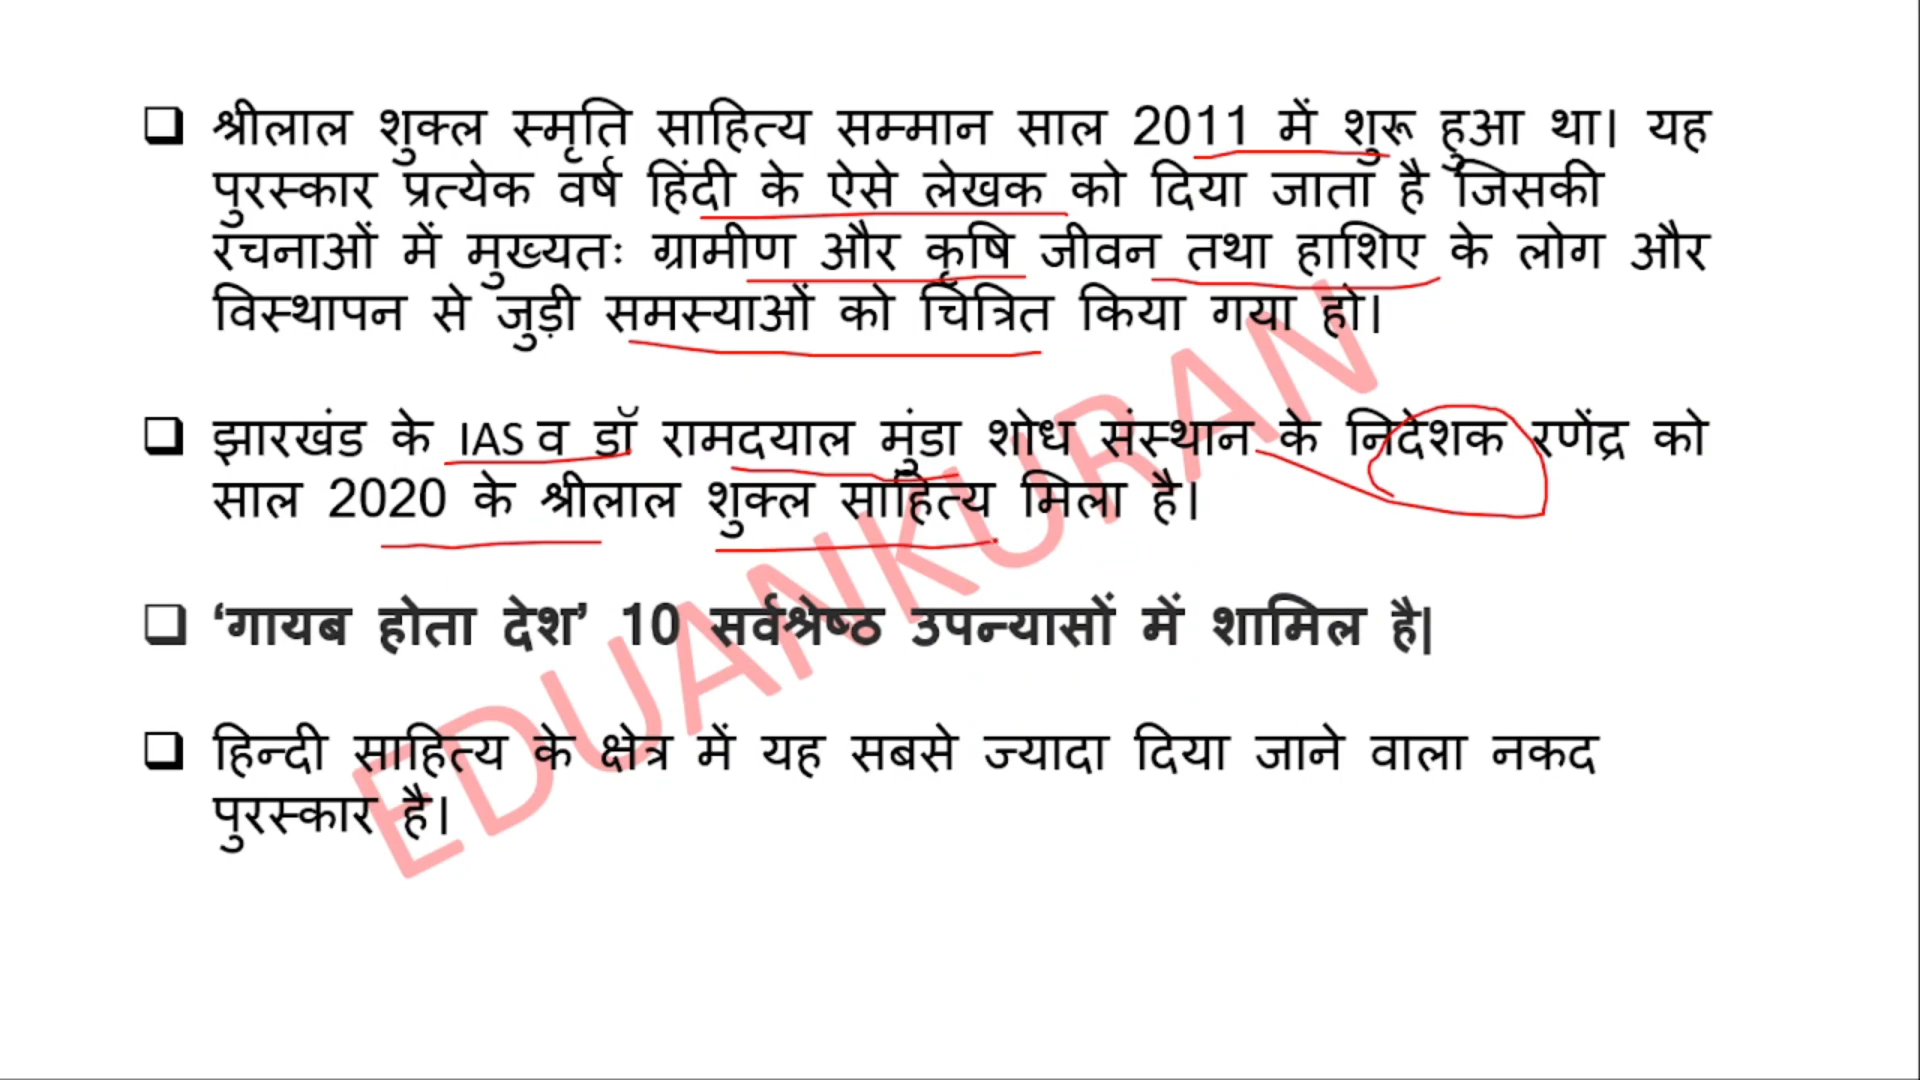 ❑ श्रीलाल शुक्ल स्मृति साहित्य सम्मान साल 2011 में शुरू हुआ था। यह
पुरस्कार प्रत्येक वर्ष हिंदी के ऐसे लेखक को दिया जाता है जिसकी
रचनाओं में मुख्यतः ग्रामीण और कृषि जीवन तथा हाशिए के लोग और
विस्थापन से जुड़ी समस्याओं को चित्रित किया गया हो।
❑ झारखंड के IAS व डॉ रामदयाल मुंडा शोध संस्थान के निदेशक रणेंद्र को
साल 2020 के श्रीलाल शुक्ल साहित्य मिला है।
❑ ‘गायब होता देश’ 10 सर्वश्रेष्ठ उपन्यासों में शामिल है|
❑ हिन्दी साहित्य के क्षेत्र में यह सबसे ज्यादा दिया जाने वाला नकद
पुरस्कार है।
EDUANKURAN